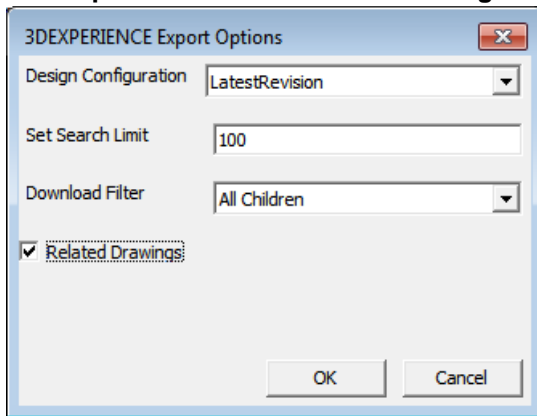 3DEXPERIENCE Export Options
Design Configuration LatestRevision
Set Search Limit 100
Download Filter All Children
Related Drawings
OK Cancel